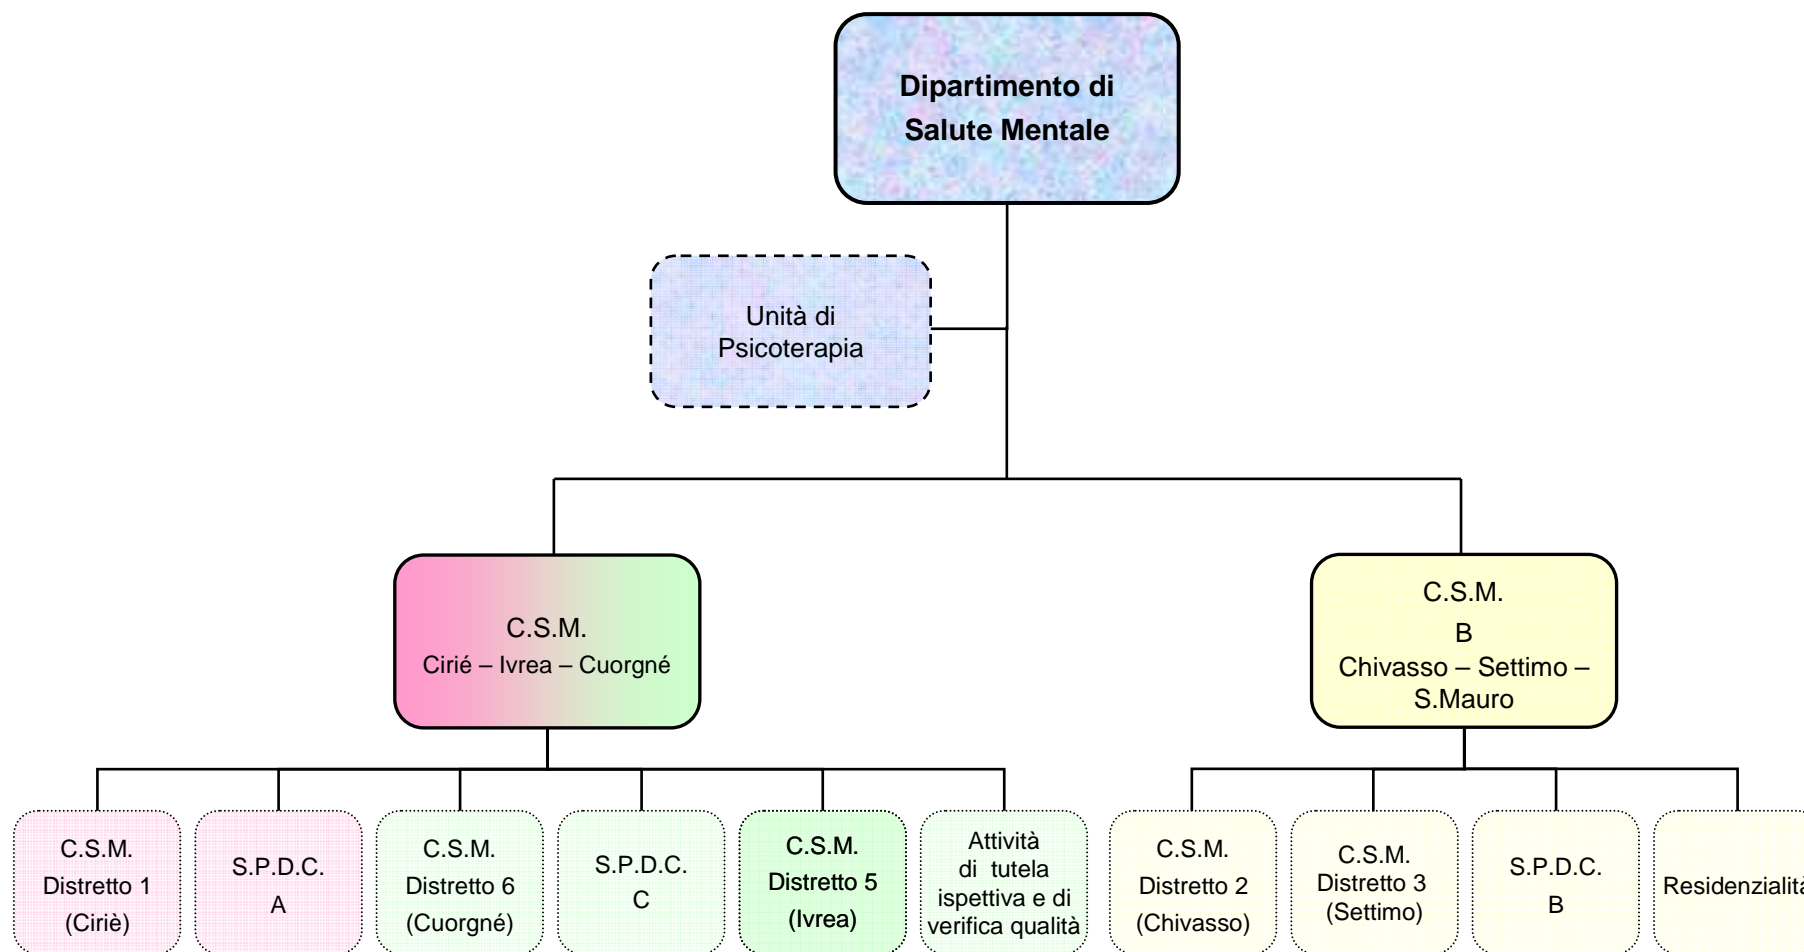 Dipartimento di
Salute Mentale
Unità di
Psicoterapia
C.S.M.
Cirié – Ivrea – Cuorgné
C.S.M.
B
Chivasso – Settimo –
S.Mauro
C.S.M.
Distretto 1
(Ciriè)
S.P.D.C.
A
C.S.M.
Distretto 6
(Cuorgné)
S.P.D.C.
C
C.S.M.
Distretto 5
(Ivrea)
Attività
di tutela
ispettiva e di
verifica qualità
C.S.M.
Distretto 2
(Chivasso)
C.S.M.
Distretto 3
(Settimo)
S.P.D.C.
B
Residenzialità